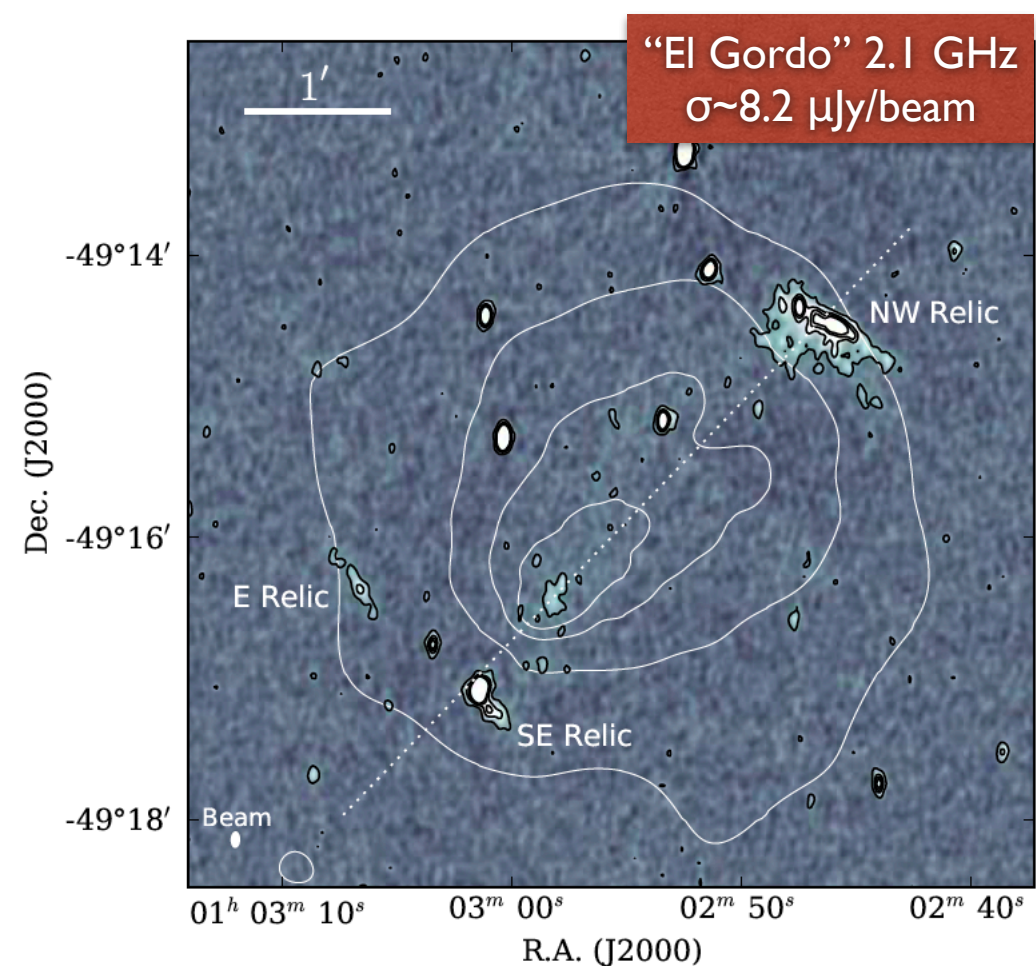 “El Gordo” 2.1 GHz
σ~8.2 μJy/beam
1′
-49°14′
NW Relic
Dec. (J2000)
-49°16′
E Relic
SE Relic
-49°18′
Beam
01ʰ 03ᵐ 10ˢ
03ᵐ 00ˢ
02ᵐ 50ˢ
02ᵐ 40ˢ
R.A. (J2000)